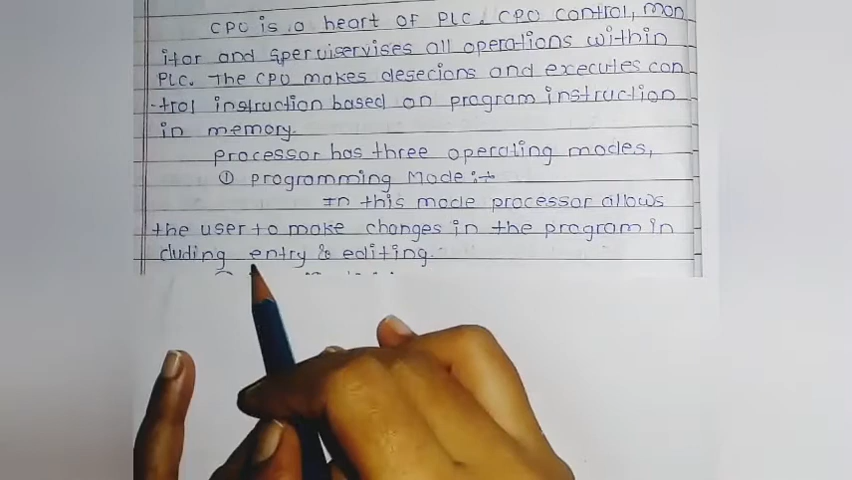 CPU is a heart of PLC. CPU control, mon
itor and sperviservises all operations within
PLC. The CPU makes desecions and executes con
-trol instruction based on program instruction
in memory.
processor has three operating modes,
① Programming Mode :-
In this mode processor allows
the user to make changes in the program in
cluding entry & editing.